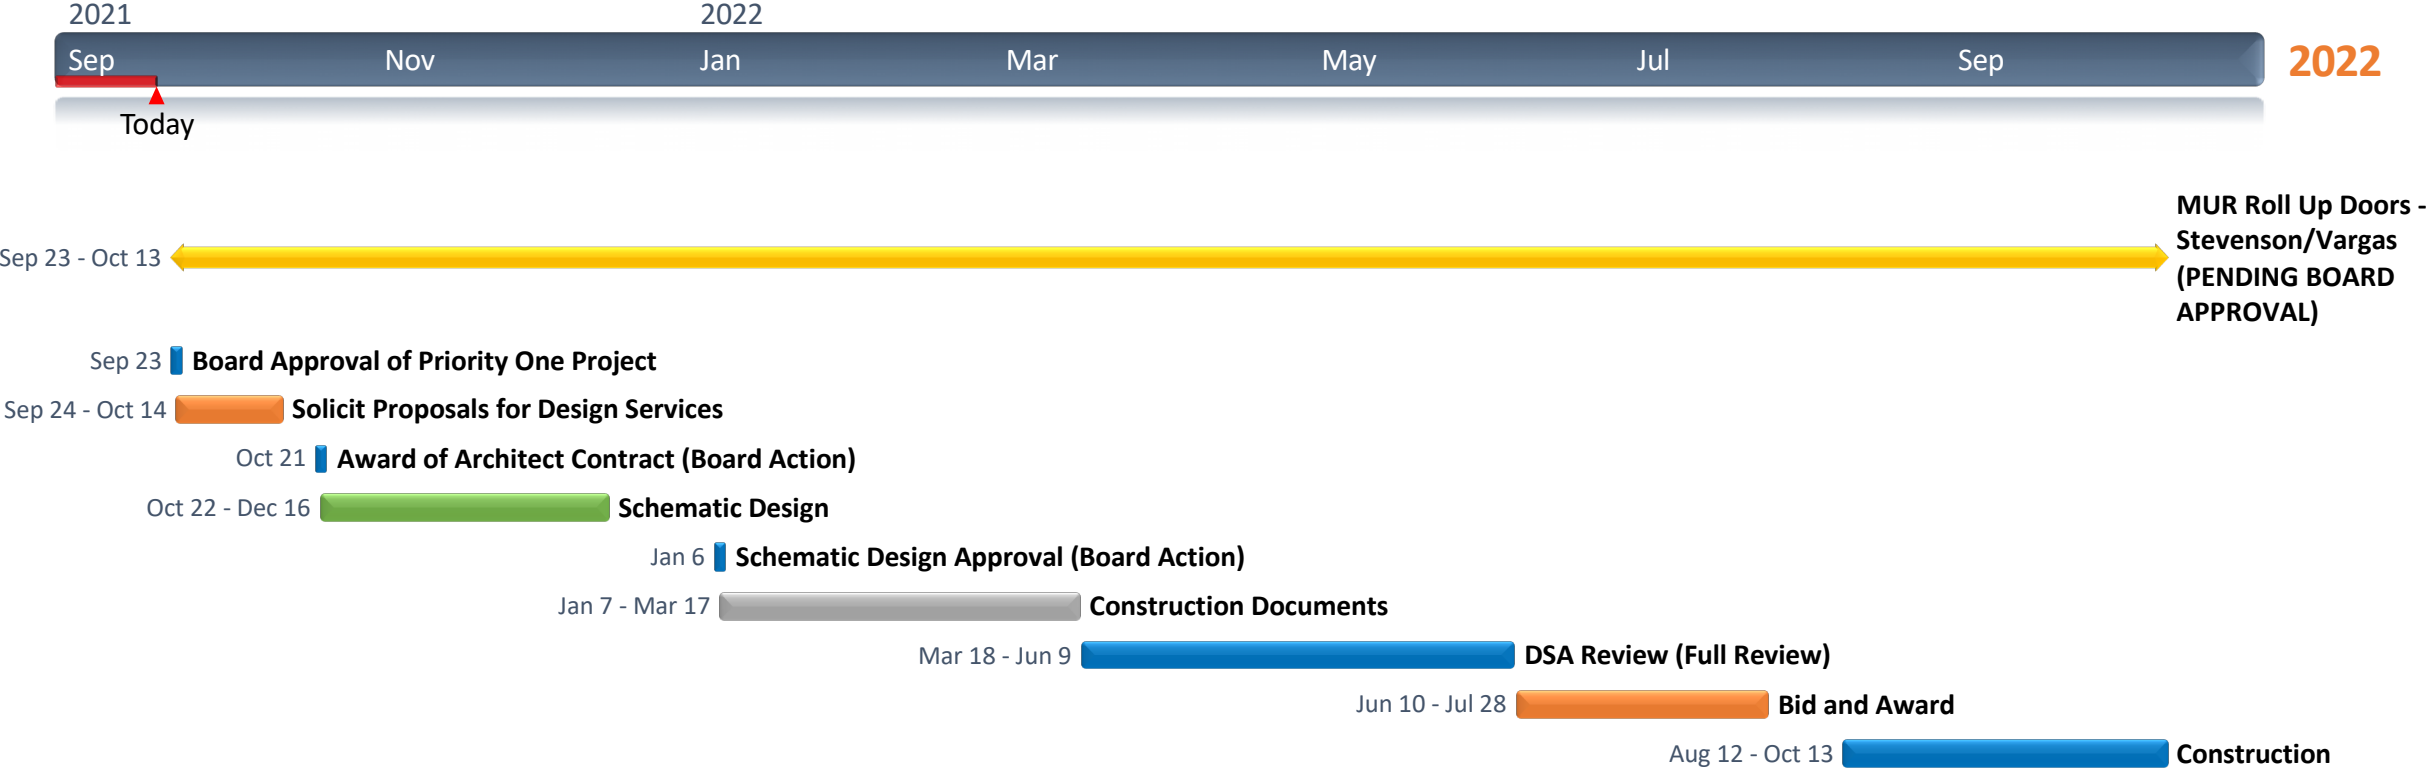 2021 2022
Sep Nov Jan Mar May Jul Sep 2022
Today
MUR Roll Up Doors -
Stevenson/Vargas
(PENDING BOARD
APPROVAL)
Sep 23 - Oct 13
Sep 23 Board Approval of Priority One Project
Sep 24 - Oct 14 Solicit Proposals for Design Services
Oct 21 Award of Architect Contract (Board Action)
Oct 22 - Dec 16 Schematic Design
Jan 6 Schematic Design Approval (Board Action)
Jan 7 - Mar 17 Construction Documents
Mar 18 - Jun 9 DSA Review (Full Review)
Jun 10 - Jul 28 Bid and Award
Aug 12 - Oct 13 Construction